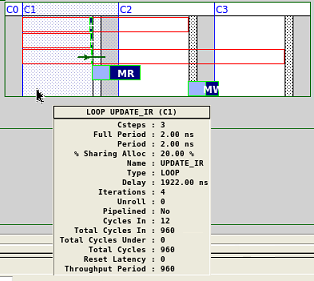 C0 C1 C2 C3
MR
MW
LOOP UPDATE_IR (C1)
Csteps : 3
Full Period : 2.00 ns
Period : 2.00 ns
% Sharing Alloc : 20.00 %
Name : UPDATE_IR
Type : LOOP
Delay : 1922.00 ns
Iterations : 4
Unroll : 0
Pipelined : No
Cycles In : 12
Total Cycles In : 960
Total Cycles Under : 0
Total Cycles : 960
Reset Latency : 0
Throughput Period : 960